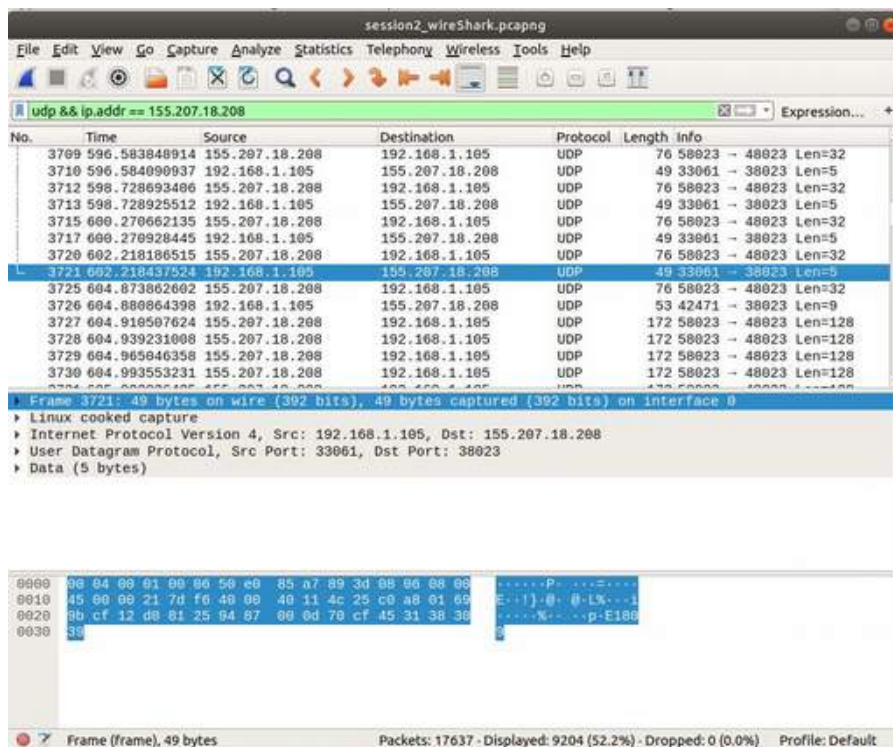 session2_wireShark.pcapng
File Edit View Go Capture Analyze Statistics Telephony Wireless Tools Help
udp && ip.addr == 155.207.18.208 Expression... +
No. Time Source Destination Protocol Length Info
3709 596.583848914 155.207.18.208 192.168.1.105 UDP 76 58023 → 48023 Len=32
3710 596.584090937 192.168.1.105 155.207.18.208 UDP 49 33061 → 38023 Len=5
3712 598.728693406 155.207.18.208 192.168.1.105 UDP 76 58023 → 48023 Len=32
3713 598.728925512 192.168.1.105 155.207.18.208 UDP 49 33061 → 38023 Len=5
3715 600.270662135 155.207.18.208 192.168.1.105 UDP 76 58023 → 48023 Len=32
3717 600.270928445 192.168.1.105 155.207.18.208 UDP 49 33061 → 38023 Len=5
3720 602.218186515 155.207.18.208 192.168.1.105 UDP 76 58023 → 48023 Len=32
3721 602.218437524 192.168.1.105 155.207.18.208 UDP 49 33061 → 38023 Len=5
3725 604.873862602 155.207.18.208 192.168.1.105 UDP 76 58023 → 48023 Len=32
3726 604.880864398 192.168.1.105 155.207.18.208 UDP 53 42471 → 38023 Len=9
3727 604.910507624 155.207.18.208 192.168.1.105 UDP 172 58023 → 48023 Len=128
3728 604.939231008 155.207.18.208 192.168.1.105 UDP 172 58023 → 48023 Len=128
3729 604.965046358 155.207.18.208 192.168.1.105 UDP 172 58023 → 48023 Len=128
3730 604.993553231 155.207.18.208 192.168.1.105 UDP 172 58023 → 48023 Len=128
Frame 3721: 49 bytes on wire (392 bits), 49 bytes captured (392 bits) on interface 0
Linux cooked capture
Internet Protocol Version 4, Src: 192.168.1.105, Dst: 155.207.18.208
User Datagram Protocol, Src Port: 33061, Dst Port: 38023
Data (5 bytes)
0000 00 04 00 01 00 06 50 e0 85 a7 89 3d 08 06 08 00 ······P· ···=····
0010 45 00 00 21 7d f6 40 00 40 11 4c 25 c0 a8 01 69 E··!}·@· @·L%···i
0020 9b cf 12 d0 81 25 94 87 00 0d 70 cf 45 31 38 30 ·····%·· ··p·E180
0030 39 9
Frame (frame), 49 bytes Packets: 17637 · Displayed: 9204 (52.2%) · Dropped: 0 (0.0%) Profile: Default